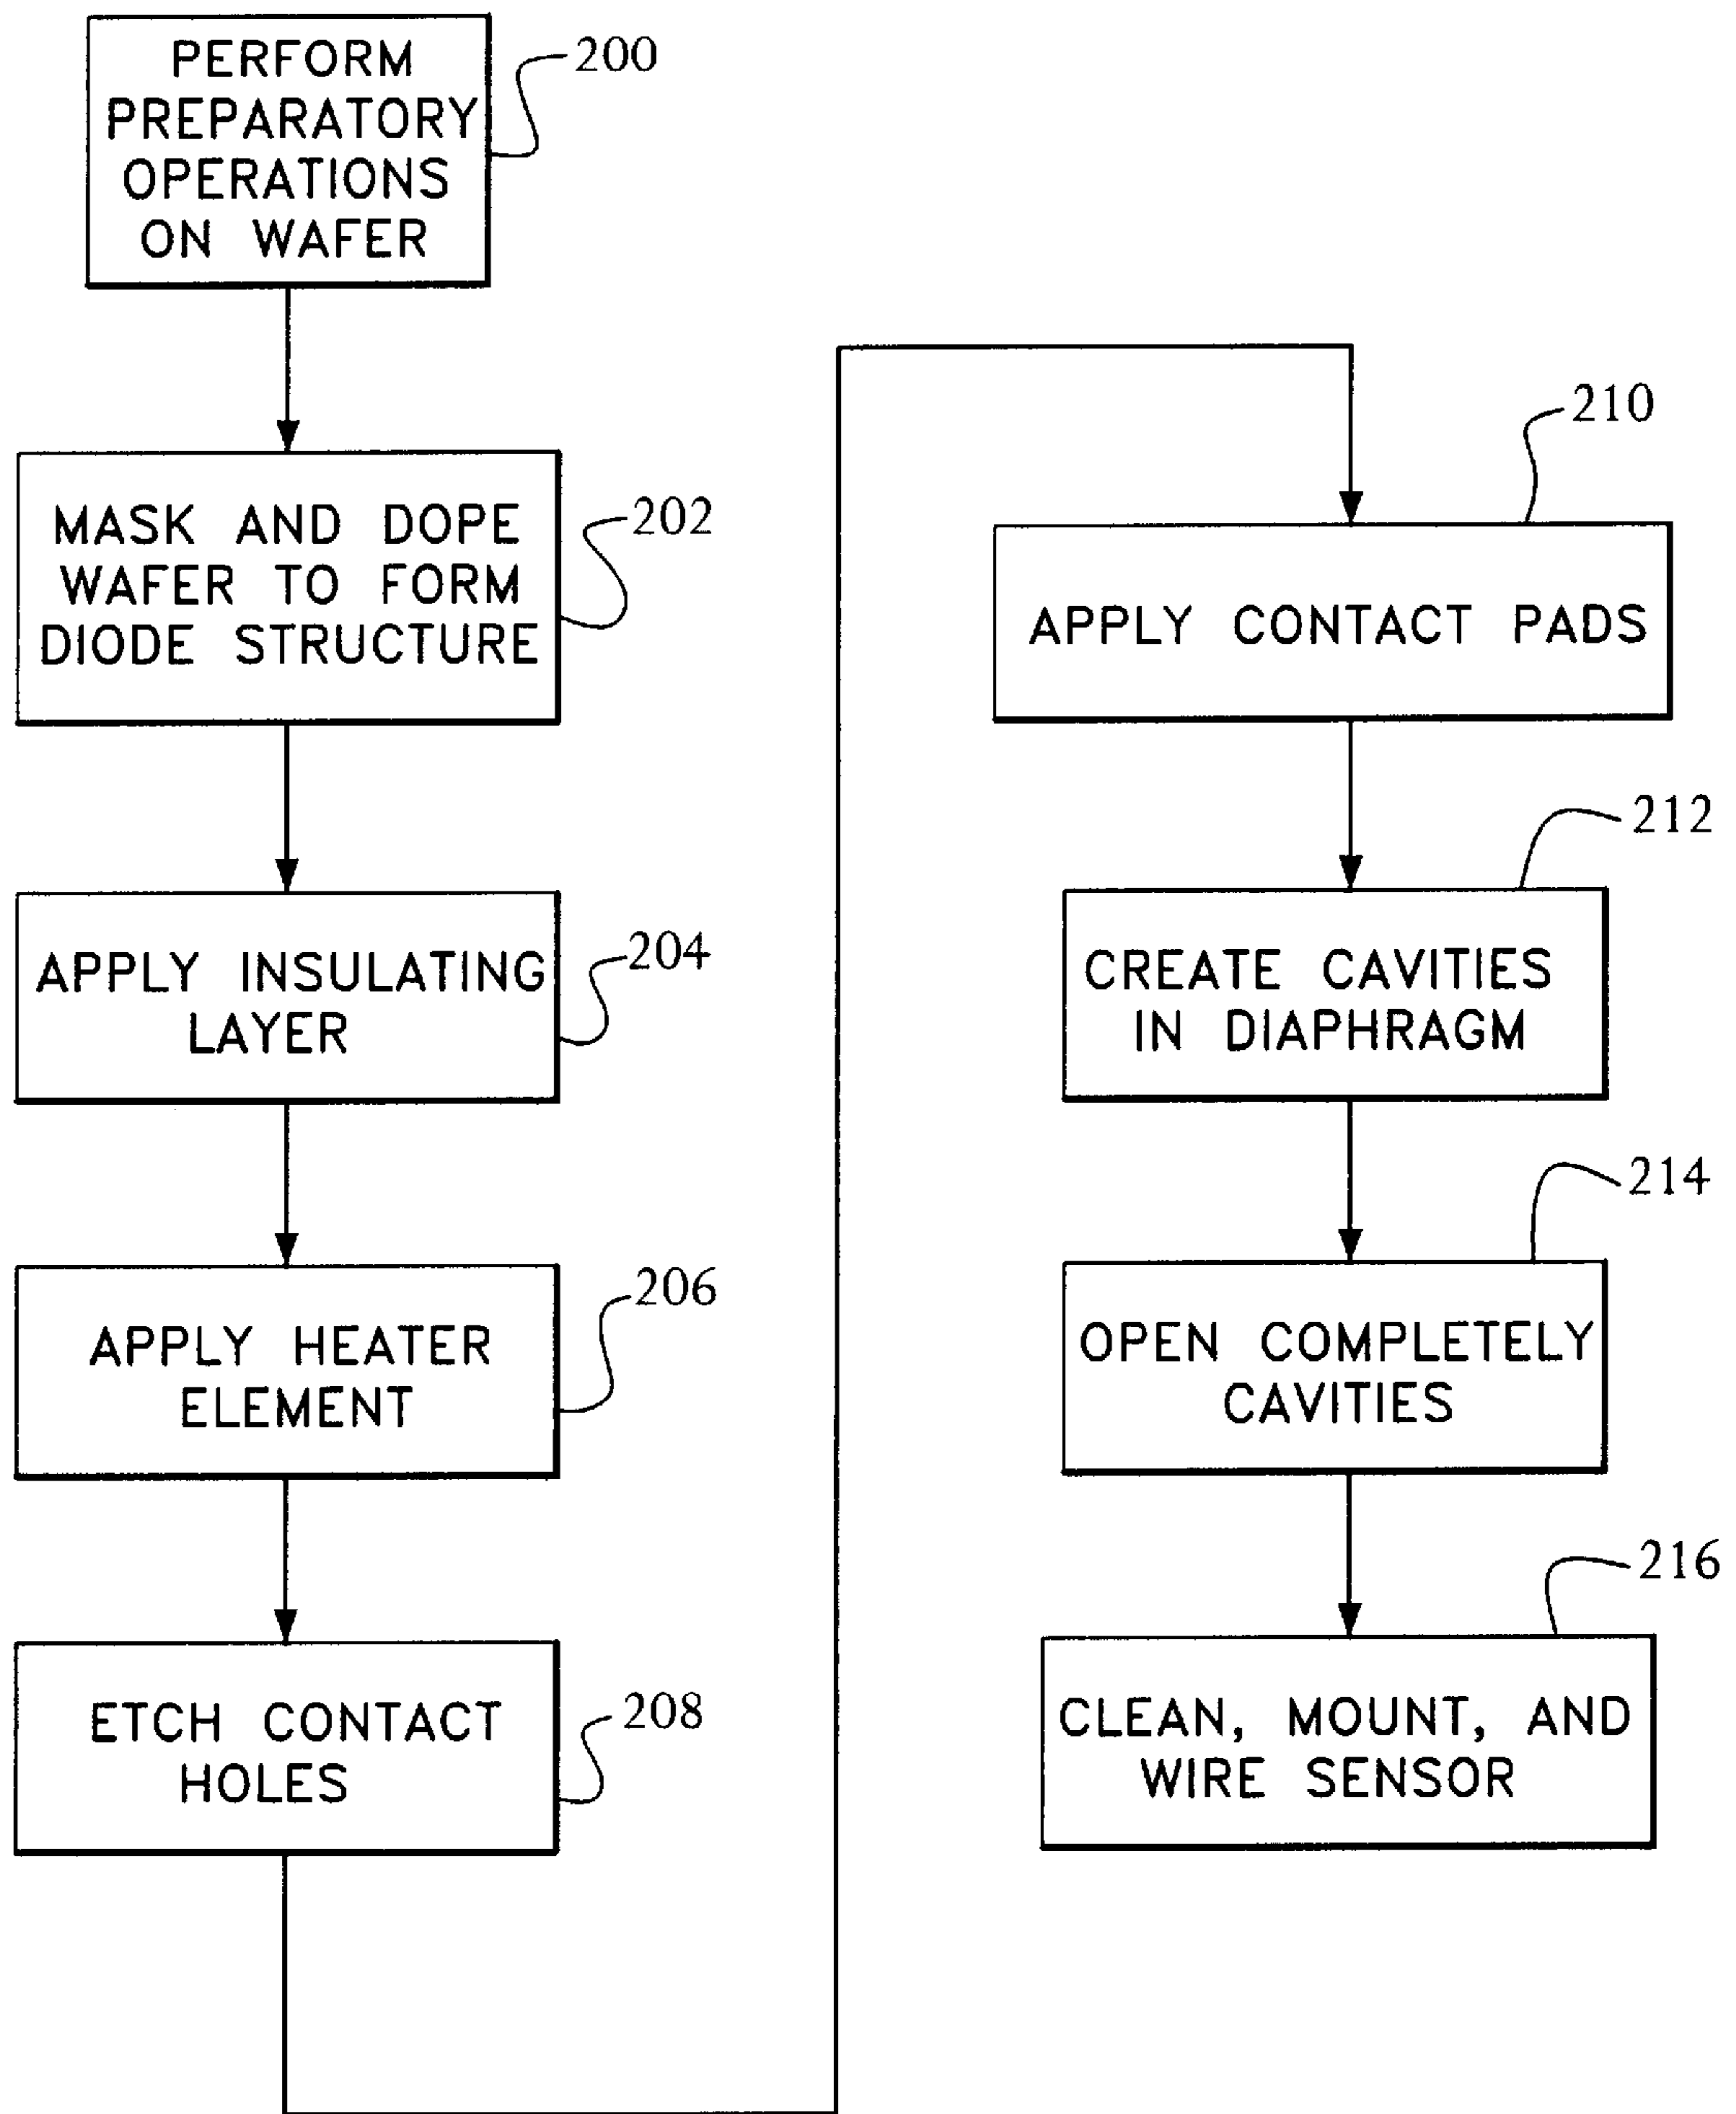 PERFORM
PREPARATORY
OPERATIONS
ON WAFER
200
MASK AND DOPE
WAFER TO FORM
DIODE STRUCTURE
202
APPLY INSULATING
LAYER
204
APPLY HEATER
ELEMENT
206
ETCH CONTACT
HOLES
208
210
APPLY CONTACT PADS
212
CREATE CAVITIES
IN DIAPHRAGM
214
OPEN COMPLETELY
CAVITIES
216
CLEAN, MOUNT, AND
WIRE SENSOR